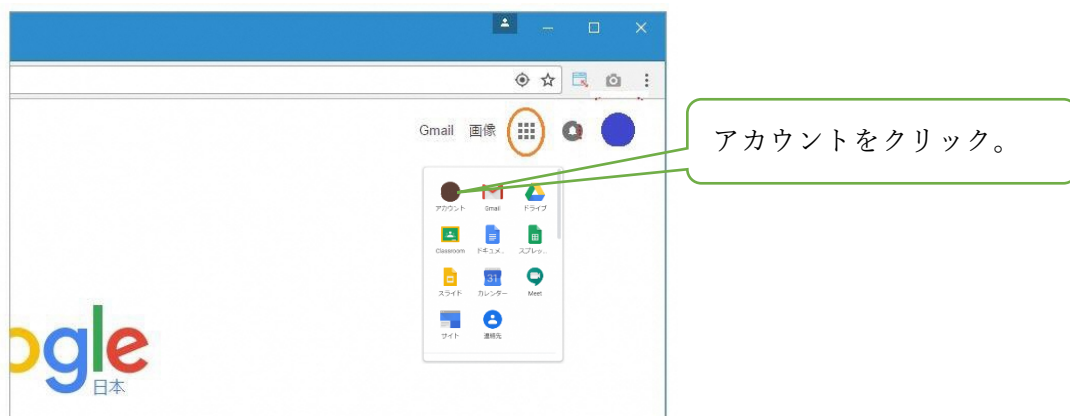 Gmail 画像
アカウントをクリック。
アカウント Gmail ドライブ
Classroom ドキュメ... スプレッ...
31
スライド カレンダー Meet
サイト 連絡先
ogle
日本